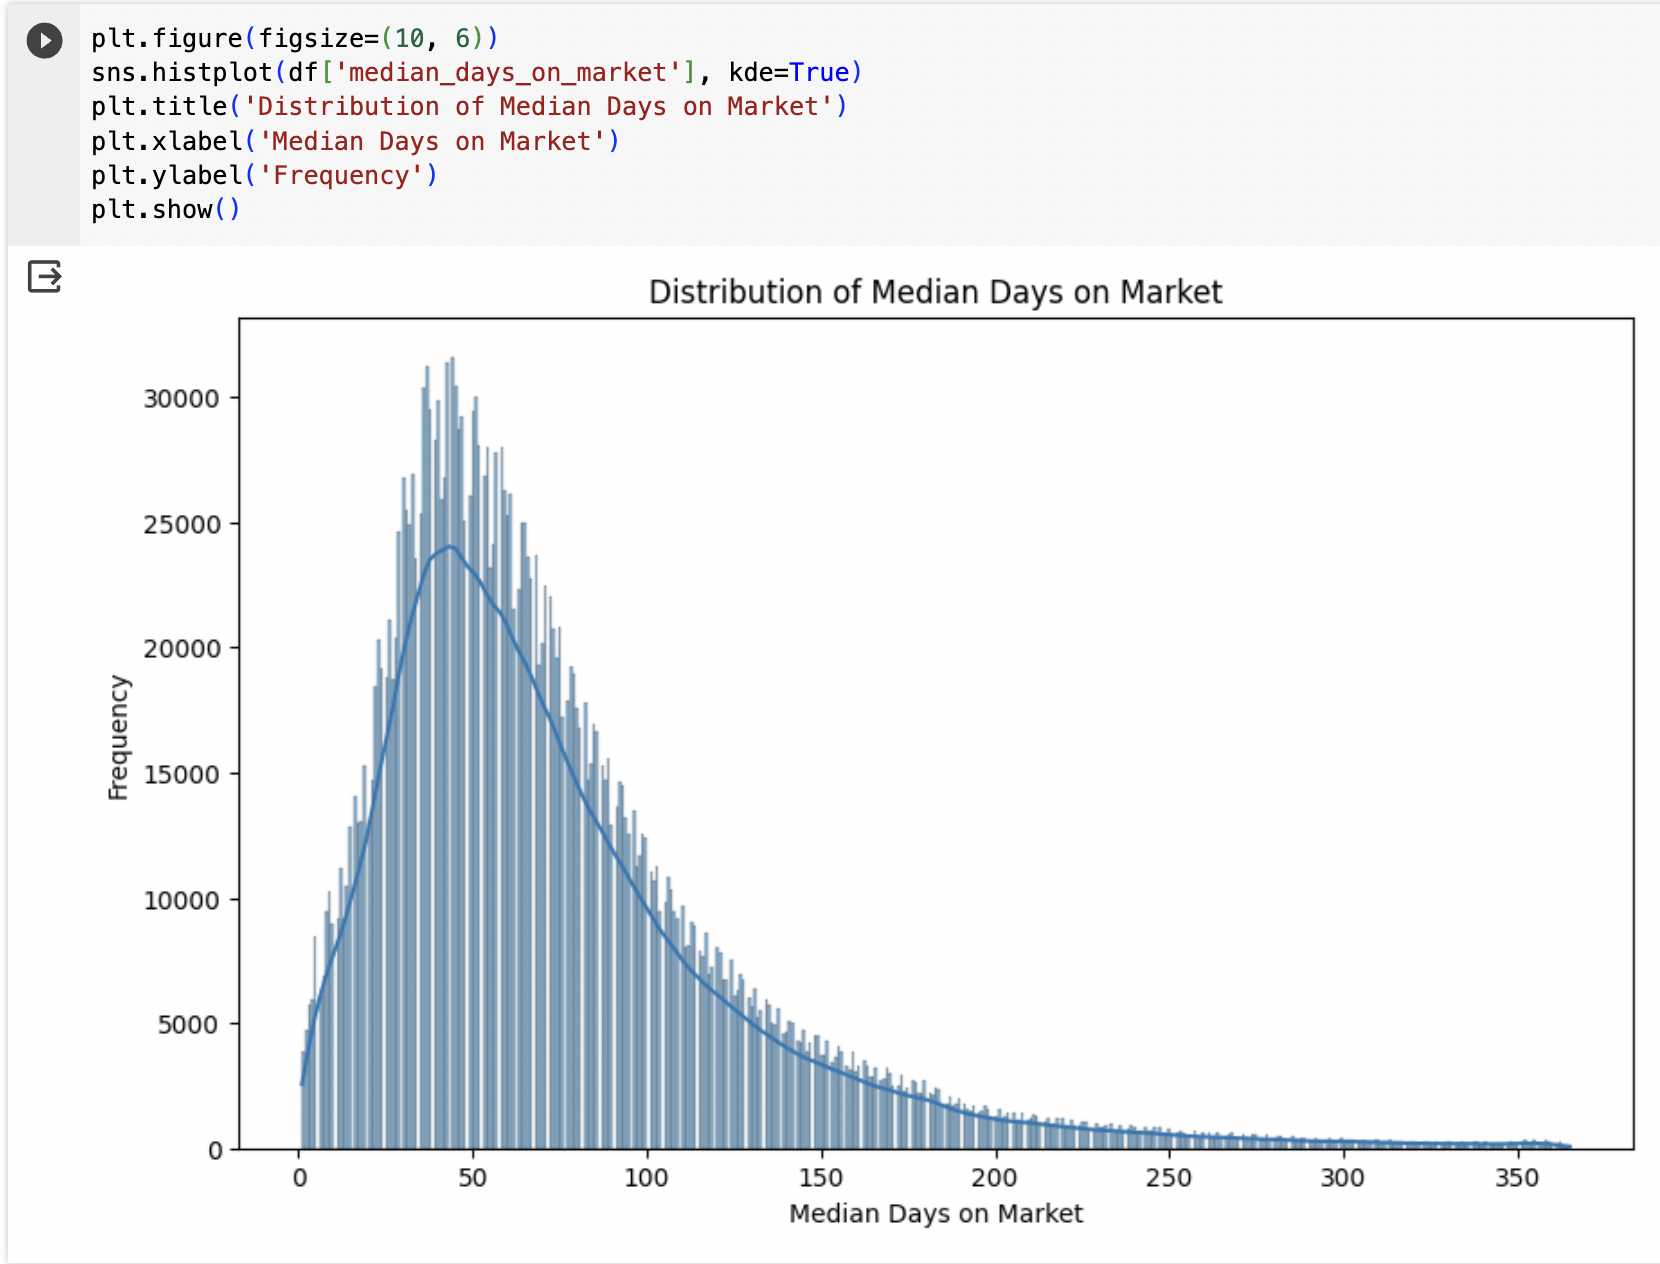 plt.figure(figsize=(10, 6))
sns.histplot(df['median_days_on_market'], kde=True)
plt.title('Distribution of Median Days on Market')
plt.xlabel('Median Days on Market')
plt.ylabel('Frequency')
plt.show()
Distribution of Median Days on Market
30000
25000
20000
15000
10000
5000
0
Frequency
0 50 100 150 200 250 300 350
Median Days on Market